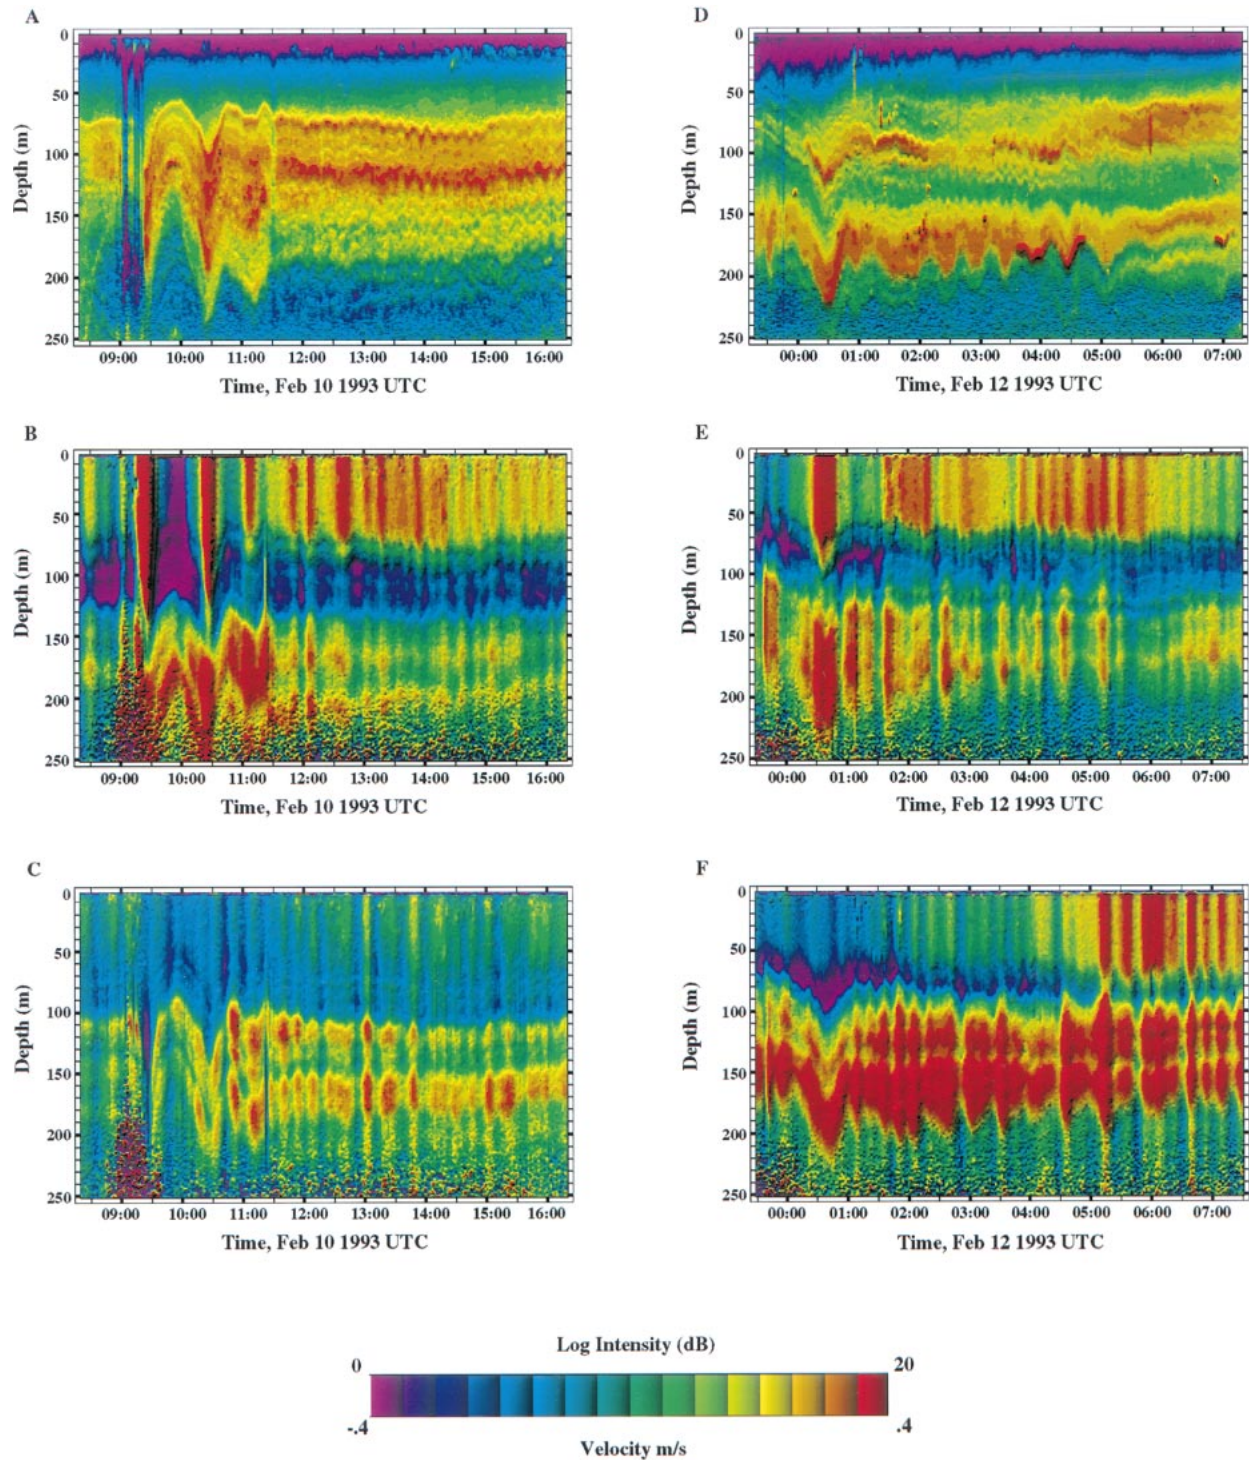 A
0
50
100
150
200
250
Depth (m)
09:00 10:00 11:00 12:00 13:00 14:00 15:00 16:00
Time, Feb 10 1993 UTC
D
0
50
100
150
200
250
Depth (m)
00:00 01:00 02:00 03:00 04:00 05:00 06:00 07:00
Time, Feb 12 1993 UTC
B
0
50
100
150
200
250
Depth (m)
09:00 10:00 11:00 12:00 13:00 14:00 15:00 16:00
Time, Feb 10 1993 UTC
E
0
50
100
150
200
250
Depth (m)
00:00 01:00 02:00 03:00 04:00 05:00 06:00 07:00
Time, Feb 12 1993 UTC
C
0
50
100
150
200
250
Depth (m)
09:00 10:00 11:00 12:00 13:00 14:00 15:00 16:00
Time, Feb 10 1993 UTC
F
0
50
100
150
200
250
Depth (m)
00:00 01:00 02:00 03:00 04:00 05:00 06:00 07:00
Time, Feb 12 1993 UTC
Log Intensity (dB)
0 20
-.4 .4
Velocity m/s